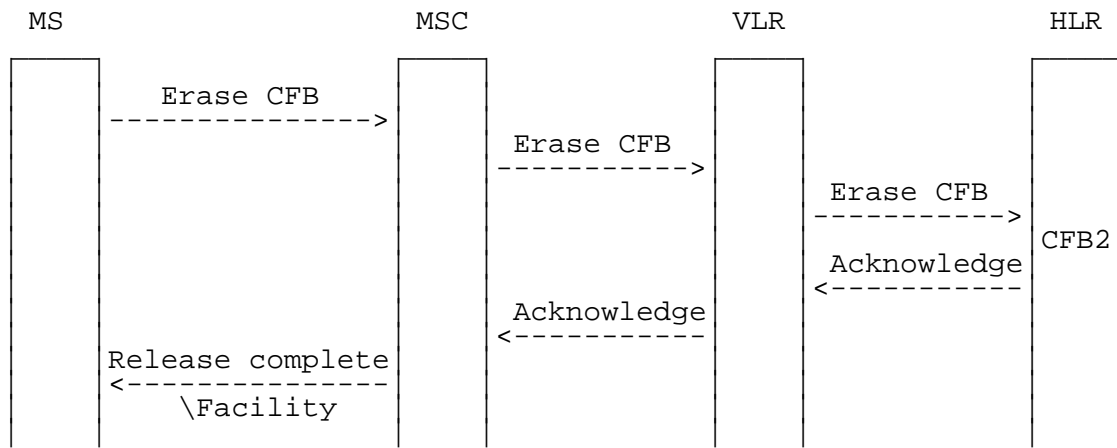 MS MSC VLR HLR
Erase CFB
Erase CFB
Erase CFB
CFB2
Acknowledge
Acknowledge
Release complete
\Facility